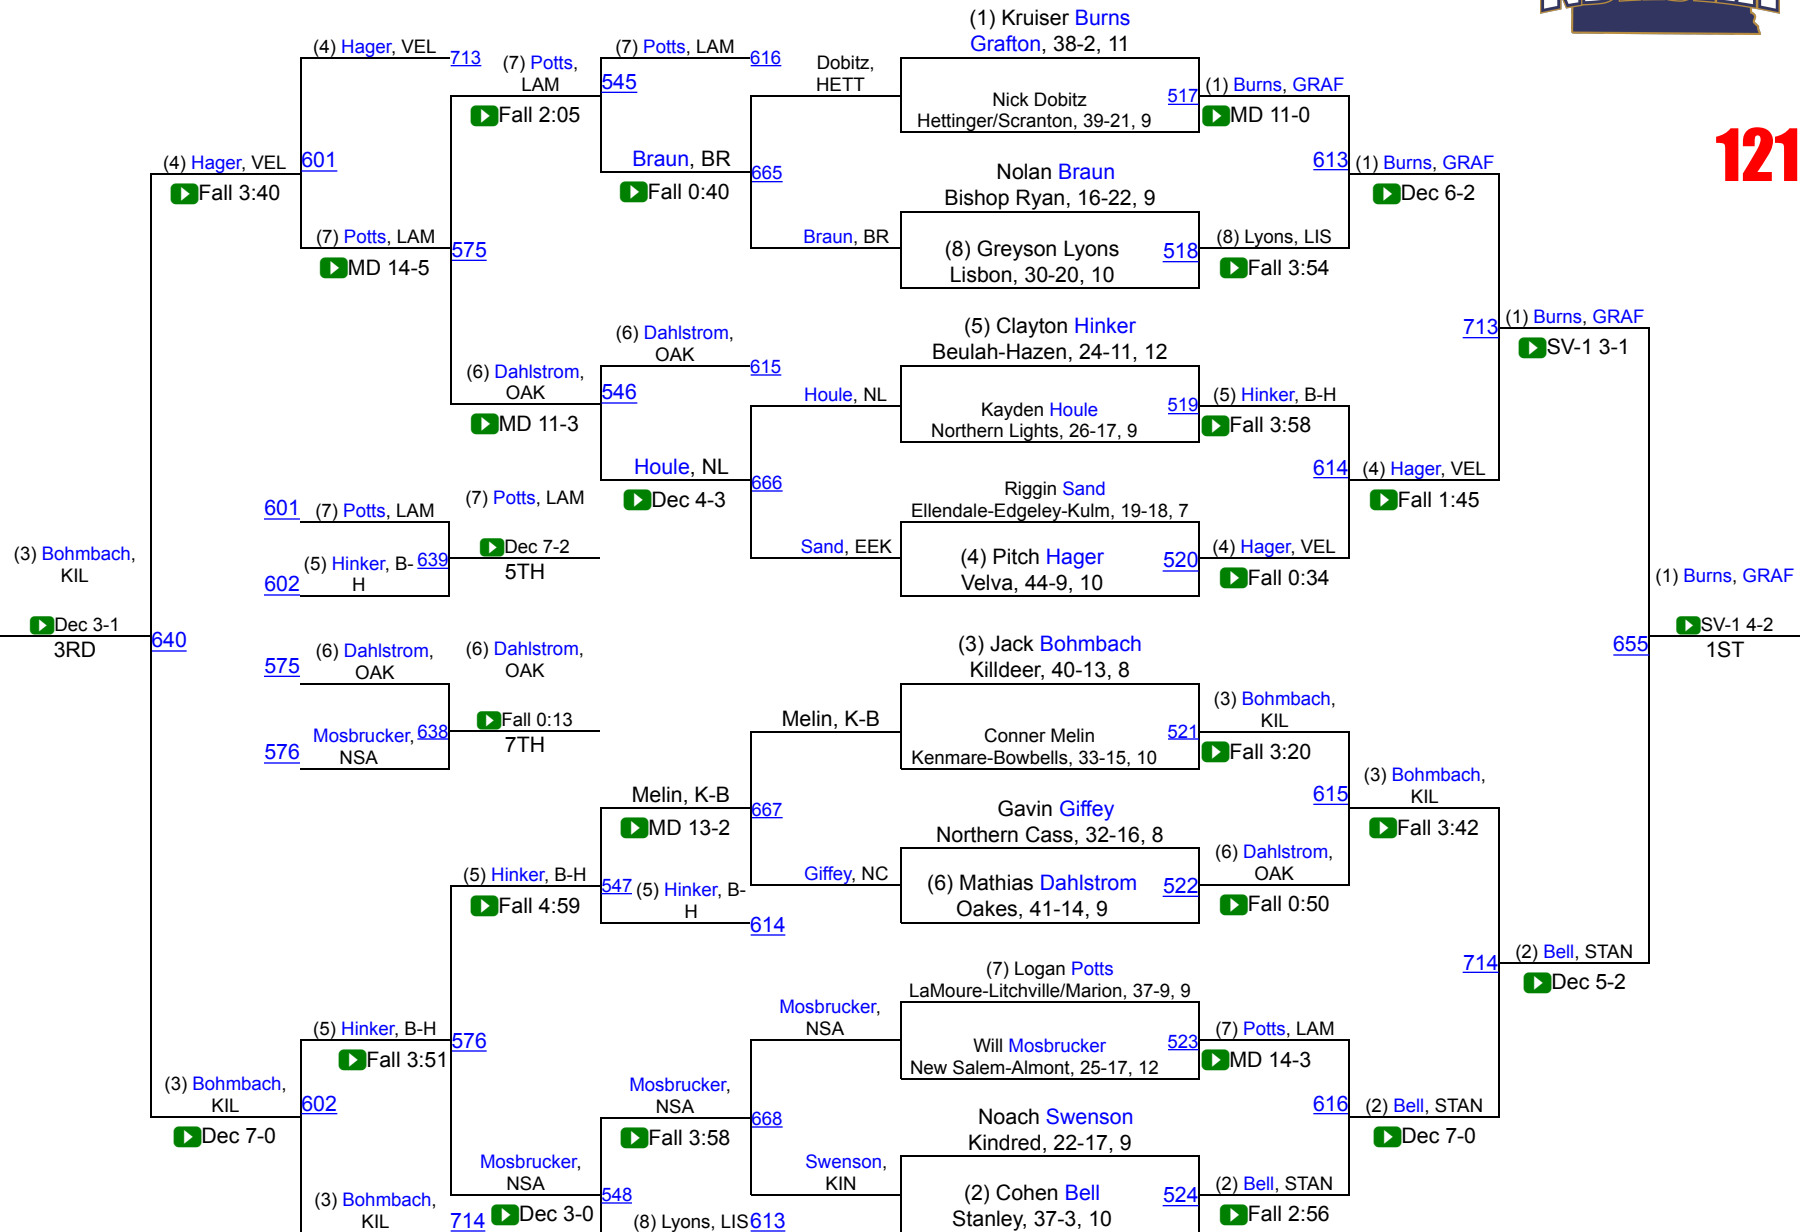 (1) Kruiser Burns
Grafton, 38-2, 11
Nick Dobitz
Hettinger/Scranton, 39-21, 9
517
Nolan Braun
Bishop Ryan, 16-22, 9
(8) Greyson Lyons
Lisbon, 30-20, 10
518
(5) Clayton Hinker
Beulah-Hazen, 24-11, 12
Kayden Houle
Northern Lights, 26-17, 9
519
Riggin Sand
Ellendale-Edgeley-Kulm, 19-18, 7
(4) Pitch Hager
Velva, 44-9, 10
520
(3) Jack Bohmbach
Killdeer, 40-13, 8
Conner Melin
Kenmare-Bowbells, 33-15, 10
521
Gavin Giffey
Northern Cass, 32-16, 8
(6) Mathias Dahlstrom
Oakes, 41-14, 9
522
(7) Logan Potts
LaMoure-Litchville/Marion, 37-9, 9
Will Mosbrucker
New Salem-Almont, 25-17, 12
523
Noach Swenson
Kindred, 22-17, 9
(2) Cohen Bell
Stanley, 37-3, 10
524
(1) Burns, GRAF
MD 11-0
(8) Lyons, LIS
Fall 3:54
(5) Hinker, B-H
Fall 3:58
(4) Hager, VEL
Fall 0:34
(3) Bohmbach,
KIL
Fall 3:20
(6) Dahlstrom,
OAK
Fall 0:50
(7) Potts, LAM
MD 14-3
(2) Bell, STAN
Fall 2:56
613
(1) Burns, GRAF
Dec 6-2
614
(4) Hager, VEL
Fall 1:45
615
(3) Bohmbach,
KIL
Fall 3:42
616
(2) Bell, STAN
Dec 7-0
713
(1) Burns, GRAF
SV-1 3-1
714
(2) Bell, STAN
Dec 5-2
655
(1) Burns, GRAF
SV-1 4-2
1ST
121
Dobitz,
HETT
Braun, BR
Houle, NL
Sand, EEK
Melin, K-B
Giffey, NC
Mosbrucker,
NSA
Swenson,
KIN
(7) Potts, LAM
616
Braun, BR
Fall 0:40
665
(6) Dahlstrom,
OAK
615
Houle, NL
Dec 4-3
666
Melin, K-B
MD 13-2
667
(5) Hinker, B-
H
614
Mosbrucker,
NSA
Fall 3:58
668
(8) Lyons, LIS
613
(7) Potts,
LAM
Fall 2:05
545
(6) Dahlstrom,
OAK
MD 11-3
546
(5) Hinker, B-H
Fall 4:59
547
Mosbrucker,
NSA
Dec 3-0
548
(4) Hager, VEL
713
(7) Potts, LAM
MD 14-5
575
(5) Hinker, B-H
Fall 3:51
576
(3) Bohmbach,
KIL
714
(4) Hager, VEL
Fall 3:40
601
(3) Bohmbach,
KIL
Dec 7-0
602
(3) Bohmbach,
KIL
Dec 3-1
3RD
640
601
(7) Potts, LAM
602
(5) Hinker, B-
H
639
(7) Potts, LAM
Dec 7-2
5TH
575
(6) Dahlstrom,
OAK
576
Mosbrucker,
NSA
638
(6) Dahlstrom,
OAK
Fall 0:13
7TH